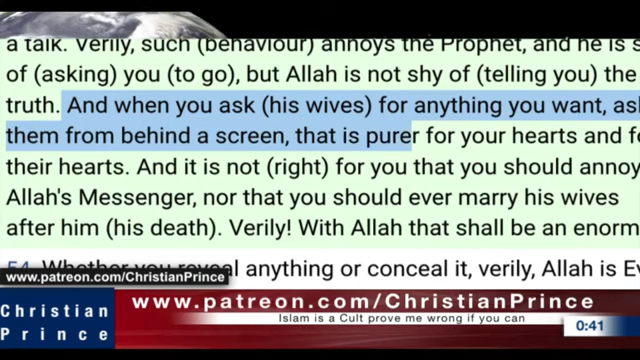 a talk. Verily, such (behaviour) annoys the Prophet, and he is s
of (asking) you (to go), but Allah is not shy of (telling you) the
truth. And when you ask (his wives) for anything you want, as
them from behind a screen, that is purer for your hearts and fo
their hearts. And it is not (right) for you that you should annoy
Allah's Messenger, nor that you should ever marry his wives
after him (his death). Verily! With Allah that shall be an enorm
54. Whether you reveal anything or conceal it, verily, Allah is Ev
www.patreon.com/ChristianPrince
Christian
Prince
www.patreon.com/ChristianPrince
Islam is a Cult prove me wrong if you can
0:41